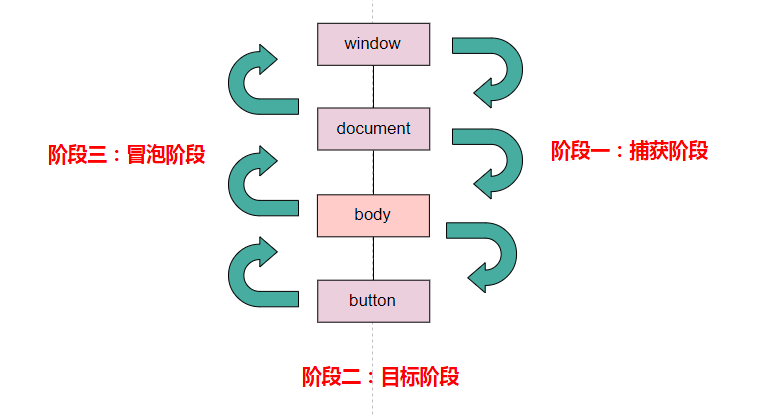 window
document
阶段三：冒泡阶段
阶段一：捕获阶段
body
button
阶段二：目标阶段